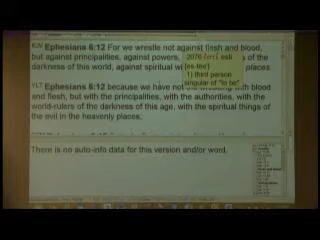 KJV Ephesians 6:12 For we wrestle not against flesh and blood,
but against principalities, against powers, of the
darkness of this world, against spiritual places.
2076 ἐστί esti
{es-tee'}
1) third person
singular of "to be"
YLT Ephesians 6:12 because we have not the wrestling with blood
and flesh, but with the principalities, with the authorities, with the
world-rulers of the darkness of this age, with the spiritual things of
the evil in the heavenly places;
There is no auto-info data for this version and/or word.